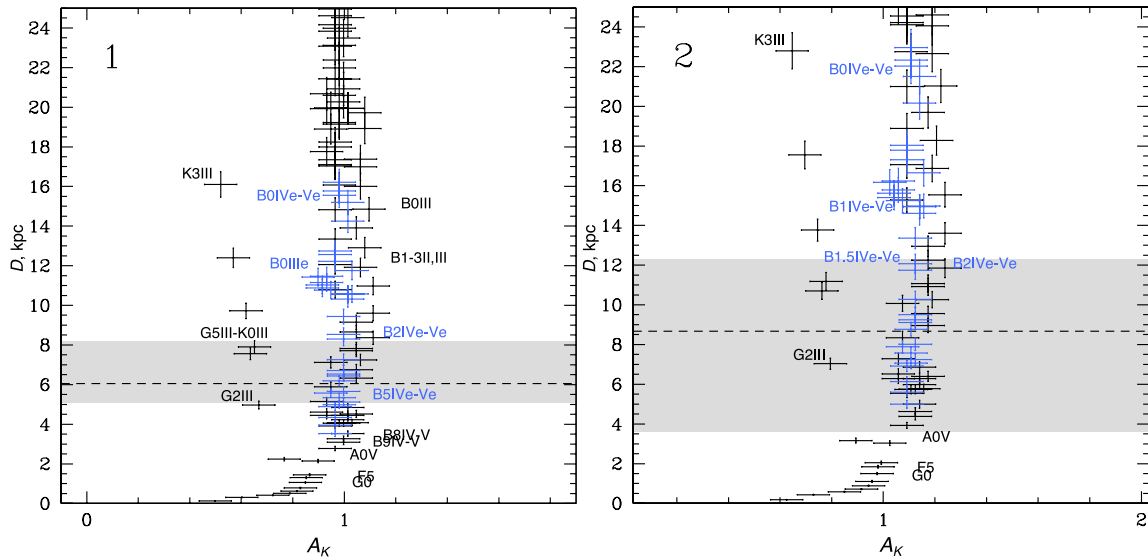 1
24
22
20
18
16
14
12
10
8
6
4
2
0
D, kpc
K3III
B0IVe-Ve
B0III
B0IIIe
B1-3II,III
G5III-K0III
B2IVe-Ve
G2III
B5IVe-Ve
B8IV-V
B9IV-V
A0V
F5
G0
0
1
A_K
2
24
22
20
18
16
14
12
10
8
6
4
2
0
D, kpc
K3III
B0IVe-Ve
B1IVe-Ve
B1.5IVe-Ve
B2IVe-Ve
G2III
A0V
F5
G0
0
1
2
A_K